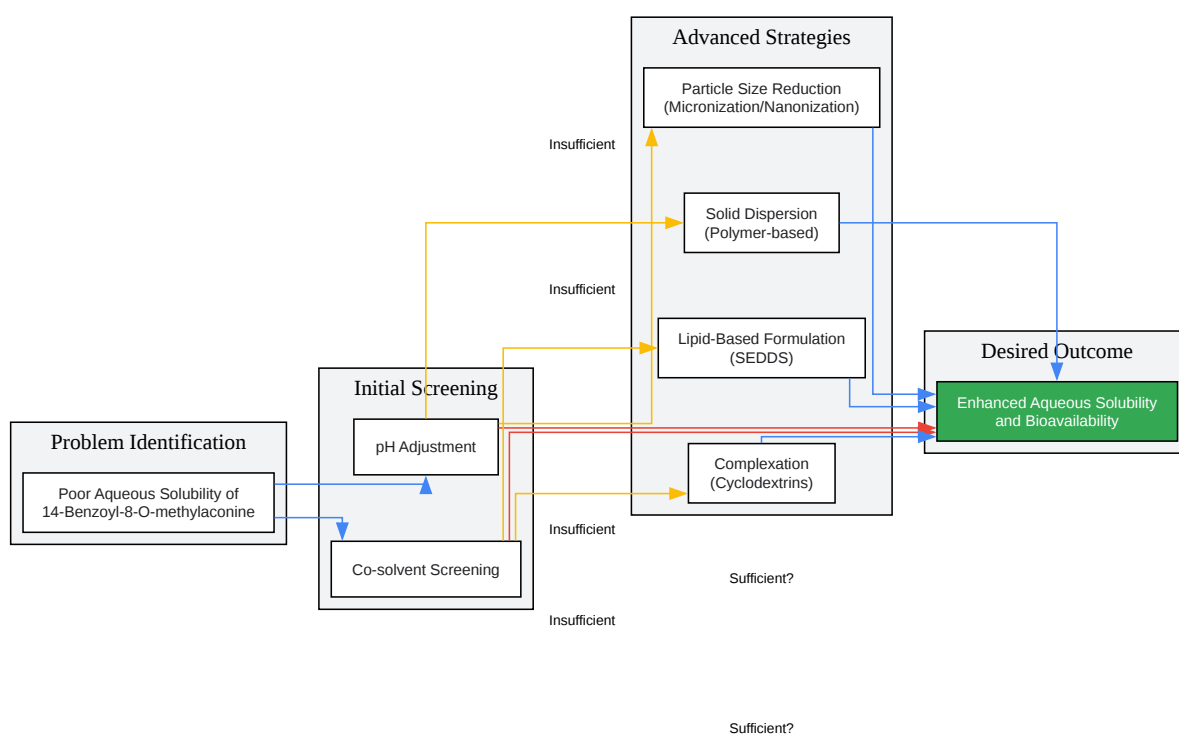 Advanced Strategies
Particle Size Reduction
(Micronization/Nanonization)
Insufficient
Solid Dispersion
(Polymer-based)
Insufficient
Lipid-Based Formulation
(SEDDS)
Desired Outcome
Enhanced Aqueous Solubility
and Bioavailability
Initial Screening
pH Adjustment
Problem Identification
Poor Aqueous Solubility of
14-Benzoyl-8-O-methylaconine
Complexation
(Cyclodextrins)
Insufficient
Co-solvent Screening
Sufficient?
Insufficient
Sufficient?